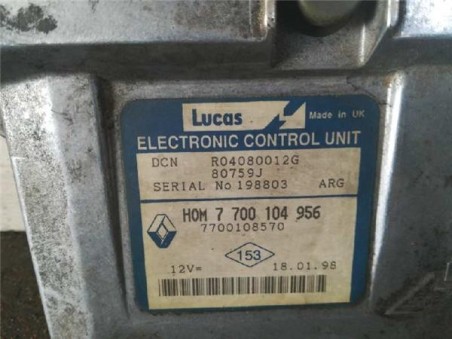 Lucas
Made in UK
ELECTRONIC CONTROL UNIT
DCN R04080012G
80759J
SERIAL No 198803 ARG
HOM 7 700 104 956
7700108570
153
12V= 18.01.98